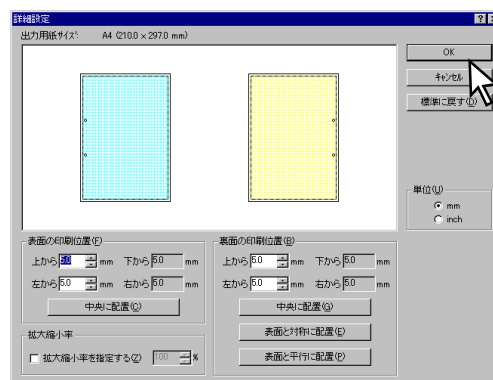 詳細設定
出力用紙サイズ: A4 (210.0 × 297.0 mm)
OK
キャンセル
標準に戻す(D)
単位(U)
mm
inch
表面の印刷位置(F)
上から 5.0 mm 下から 5.0 mm
左から 5.0 mm 右から 5.0 mm
中央に配置(C)
拡大縮小率
拡大縮小率を指定する(Z) 100 %
裏面の印刷位置(B)
上から 5.0 mm 下から 5.0 mm
左から 5.0 mm 右から 5.0 mm
中央に配置(G)
表面と対称に配置(E)
表面と平行に配置(P)